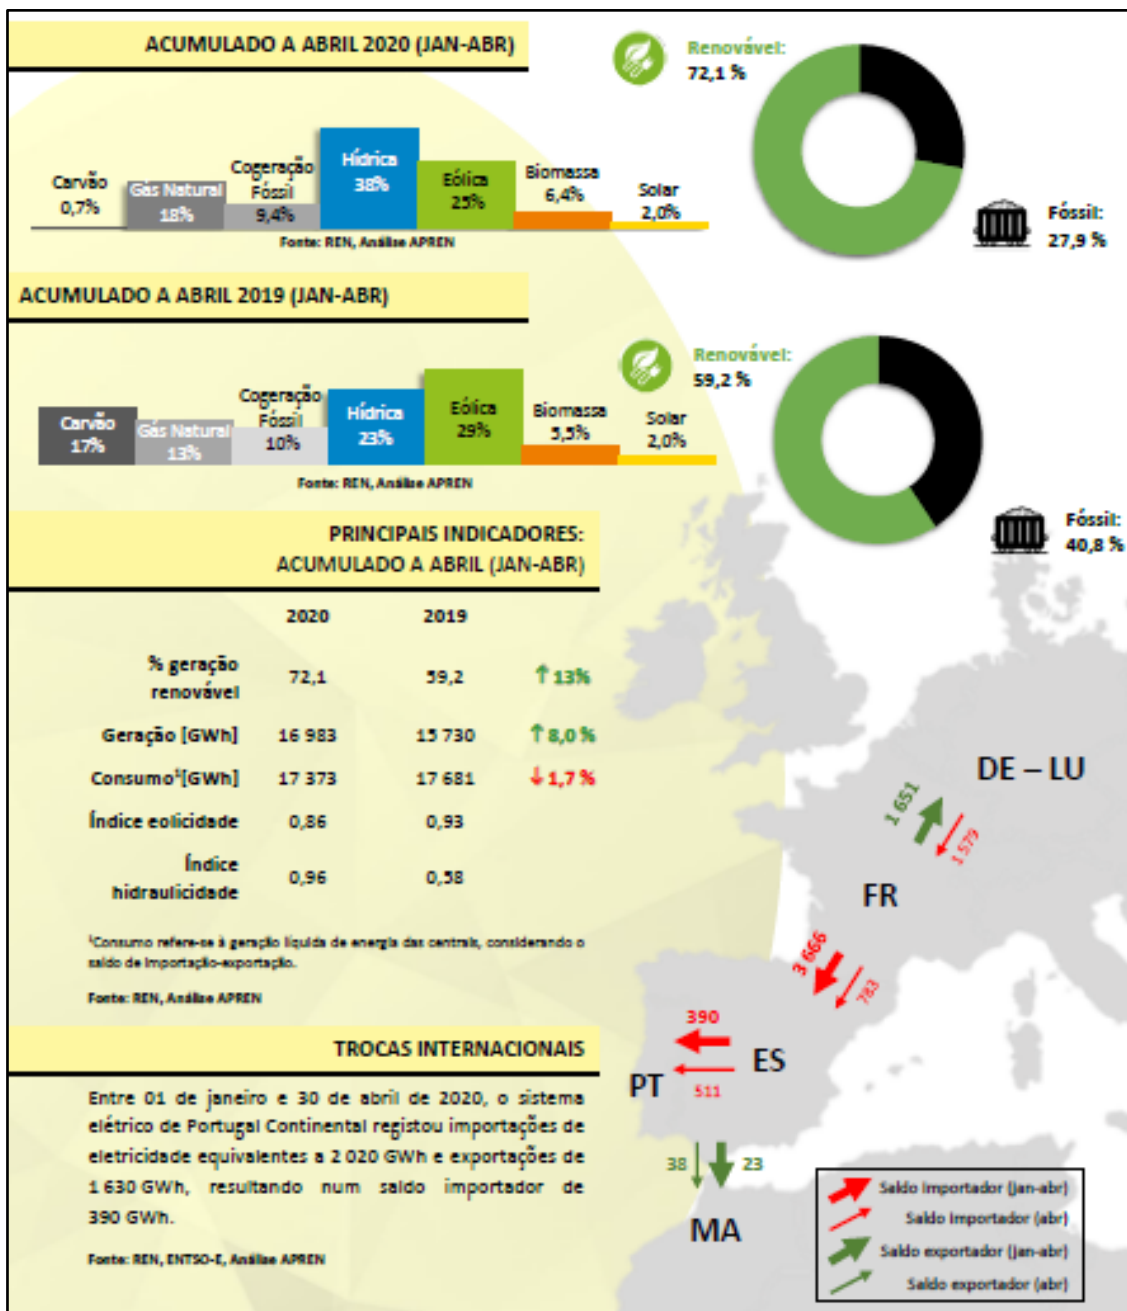 ACUMULADO A ABRIL 2020 (JAN-ABR)
Renovável:
72,1 %
Carvão
0,7%
Gás Natural
18%
Cogeração
Fóssil
9,4%
Hídrica
38%
Eólica
25%
Biomassa
6,4%
Solar
2,0%
Fóssil:
27,9 %
Fonte: REN, Análise APREN
ACUMULADO A ABRIL 2019 (JAN-ABR)
Renovável:
59,2 %
Carvão
17%
Gás Natural
13%
Cogeração
Fóssil
10%
Hídrica
23%
Eólica
29%
Biomassa
5,5%
Solar
2,0%
Fóssil:
40,8 %
Fonte: REN, Análise APREN
PRINCIPAIS INDICADORES:
ACUMULADO A ABRIL (JAN-ABR)
2020 2019
% geração
renovável 72,1 59,2 ↑ 13%
Geração [GWh] 16 983 15 730 ↑ 8,0 %
Consumo¹[GWh] 17 373 17 681 ↓ 1,7 %
Índice eolicidade 0,86 0,93
Índice
hidraulicidade 0,96 0,58
¹Consumo refere-se à geração líquida de energia das centrais, considerando o
saldo de importação-exportação.
Fonte: REN, Análise APREN
TROCAS INTERNACIONAIS
Entre 01 de janeiro e 30 de abril de 2020, o sistema
elétrico de Portugal Continental registou importações de
eletricidade equivalentes a 2 020 GWh e exportações de
1 630 GWh, resultando num saldo importador de
390 GWh.
Fonte: REN, ENTSO-E, Análise APREN
DE – LU
1 651
1 579
FR
3 666
783
390
ES
PT
511
38
23
MA
Saldo importador (jan-abr)
Saldo importador (abr)
Saldo exportador (jan-abr)
Saldo exportador (abr)